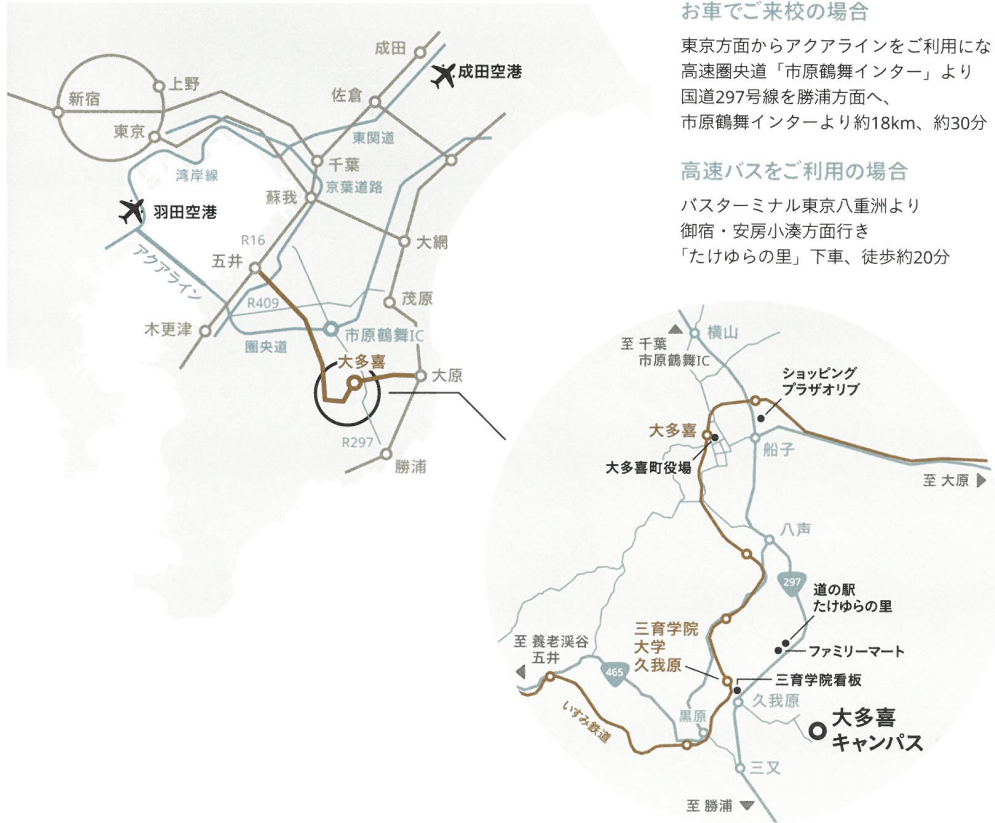 お車でご来校の場合
東京方面からアクアラインをご利用にな
高速圏央道「市原鶴舞インター」より
国道297号線を勝浦方面へ、
市原鶴舞インターより約18km、約30分
高速バスをご利用の場合
バスターミナル東京八重洲より
御宿・安房小湊方面行き
「たけゆらの里」下車、徒歩約20分
成田
成田空港
佐倉
上野
新宿
東京
東関道
千葉
湾岸線
京葉道路
蘇我
羽田空港
R16
大網
五井
アクアライン
R409
茂原
木更津
市原鶴舞IC
圏央道
大多喜
大原
R297
勝浦
横山
至 千葉
市原鶴舞IC
ショッピング
プラザオリブ
大多喜
船子
大多喜町役場
至 大原
八声
297
道の駅
たけゆらの里
三育学院
大学
久我原
至 養老渓谷
五井
ファミリーマート
465
三育学院看板
久我原
いすみ鉄道
黒原
大多喜
キャンパス
三又
至 勝浦